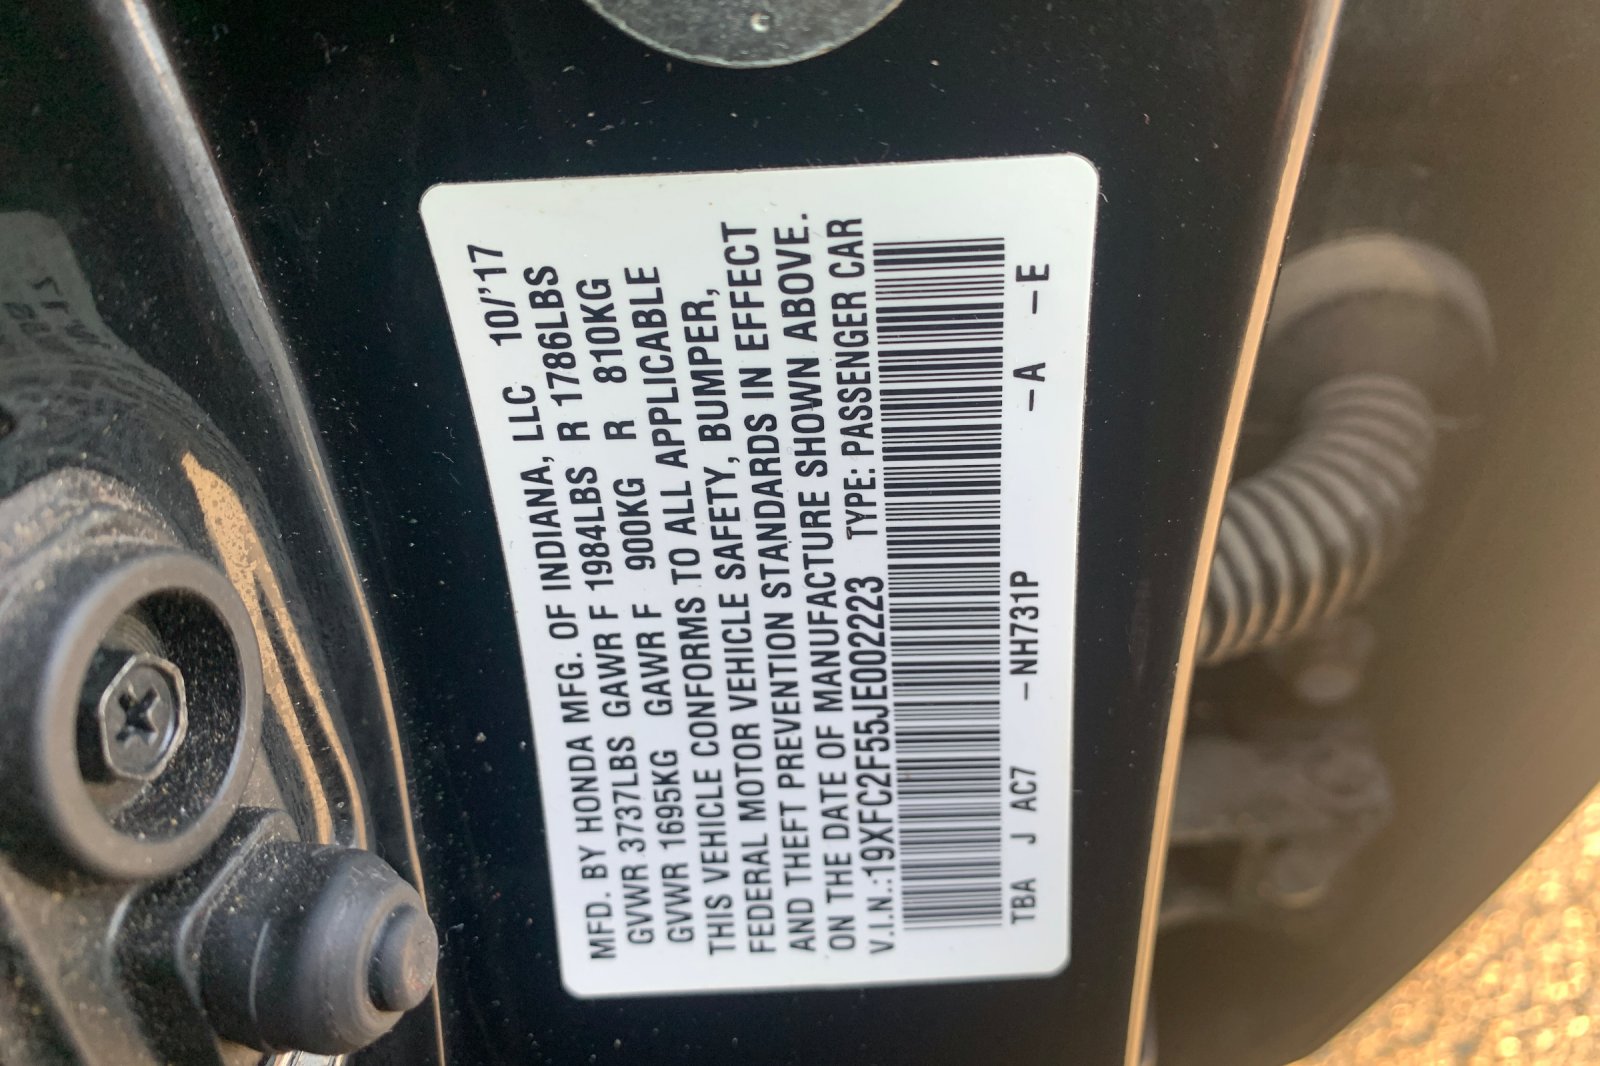 MFD. BY HONDA MFG. OF INDIANA, LLC 10/'17
GVWR 3737LBS GAWR F 1984LBS R 1786LBS
GVWR 1695KG GAWR F 900KG R 810KG
THIS VEHICLE CONFORMS TO ALL APPLICABLE
FEDERAL MOTOR VEHICLE SAFETY, BUMPER,
AND THEFT PREVENTION STANDARDS IN EFFECT
ON THE DATE OF MANUFACTURE SHOWN ABOVE.
V.I.N.:19XFC2F55JE002223 TYPE: PASSENGER CAR
TBA J AC7 -NH731P -A -E